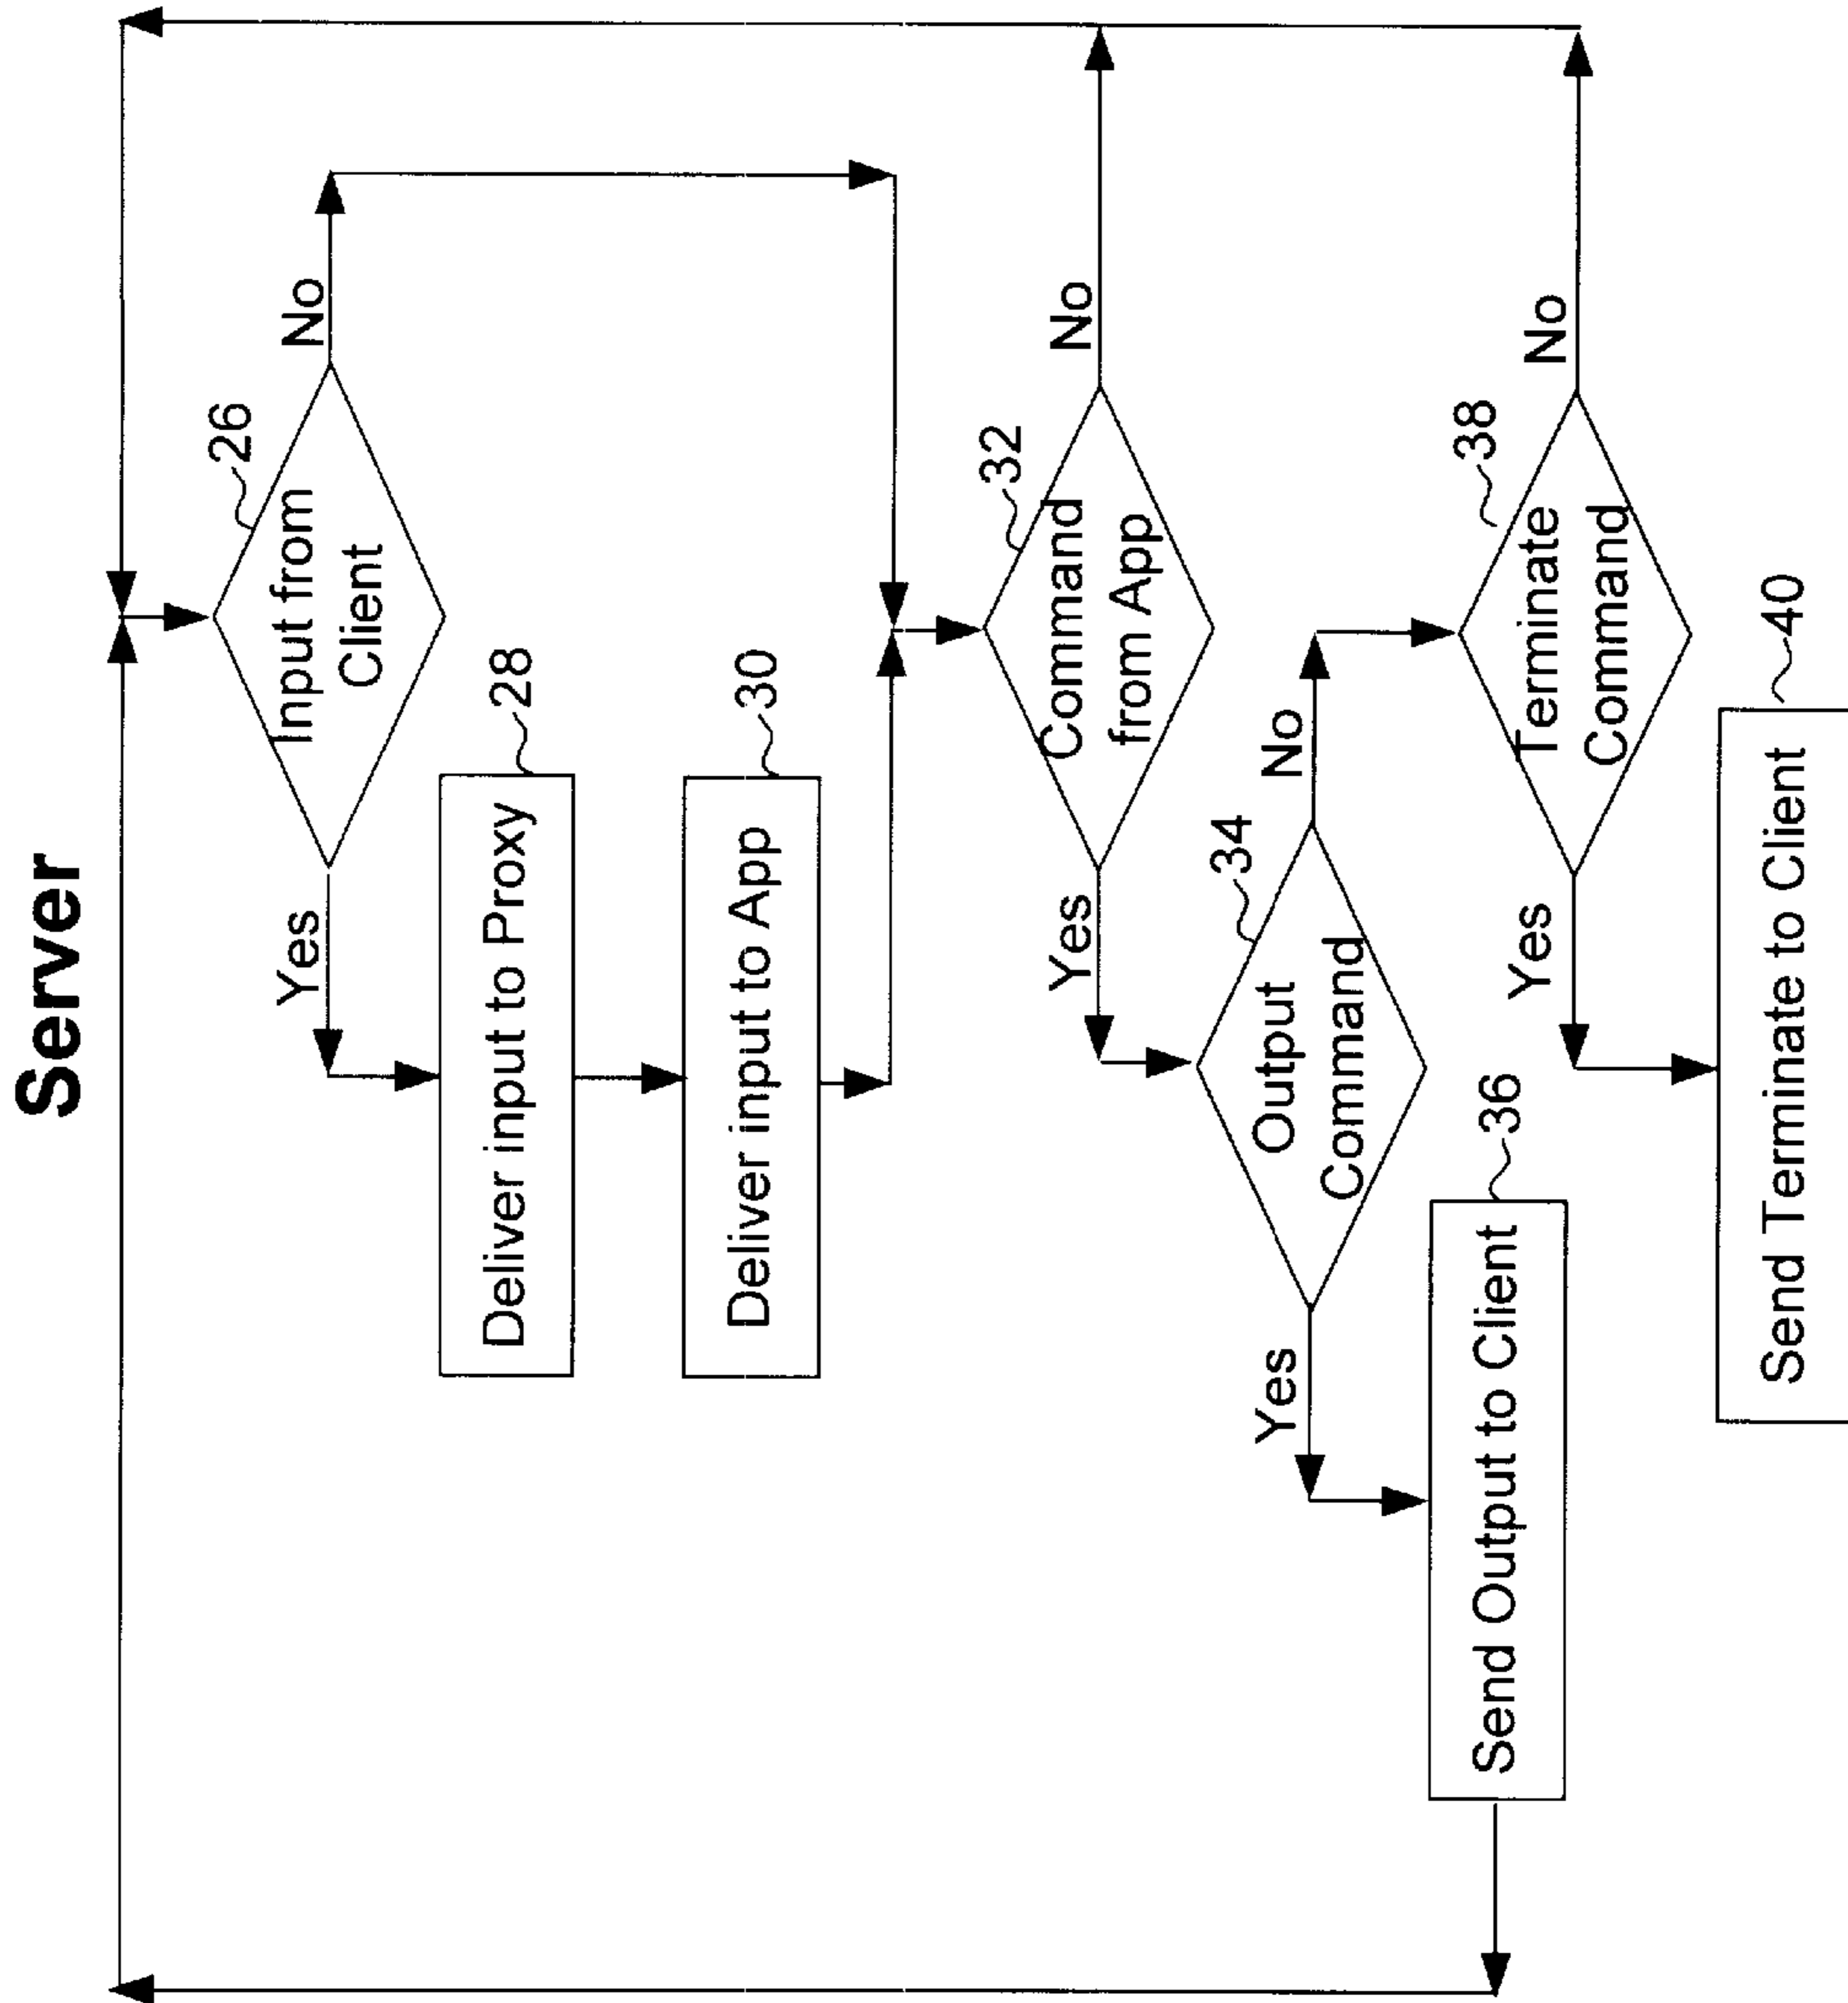 Server
26
Input from
Client
Yes
No
28
Deliver input to Proxy
30
Deliver input to App
32
Command
from App
Yes
No
34
Output
Command
Yes
No
36
Send Output to Client
38
Terminate
Command
Yes
No
40
Send Terminate to Client